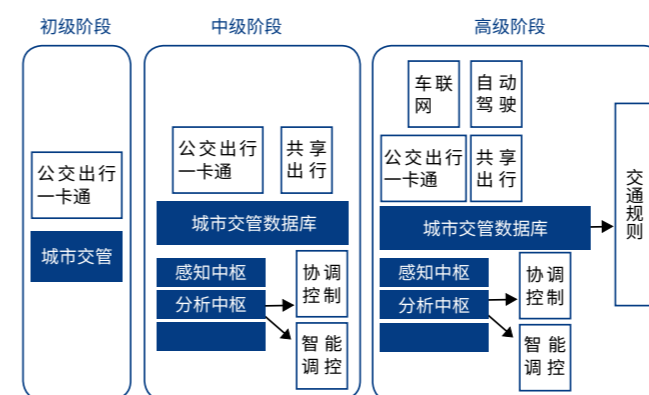 初级阶段
公交出行
一卡通
城市交管
中级阶段
公交出行
一卡通
共享
出行
城市交管数据库
感知中枢
分析中枢
协调
控制
智能
调控
高级阶段
车联
网
自动
驾驶
公交出行
一卡通
共享
出行
城市交管数据库
感知中枢
分析中枢
协调
控制
智能
调控
交通规则